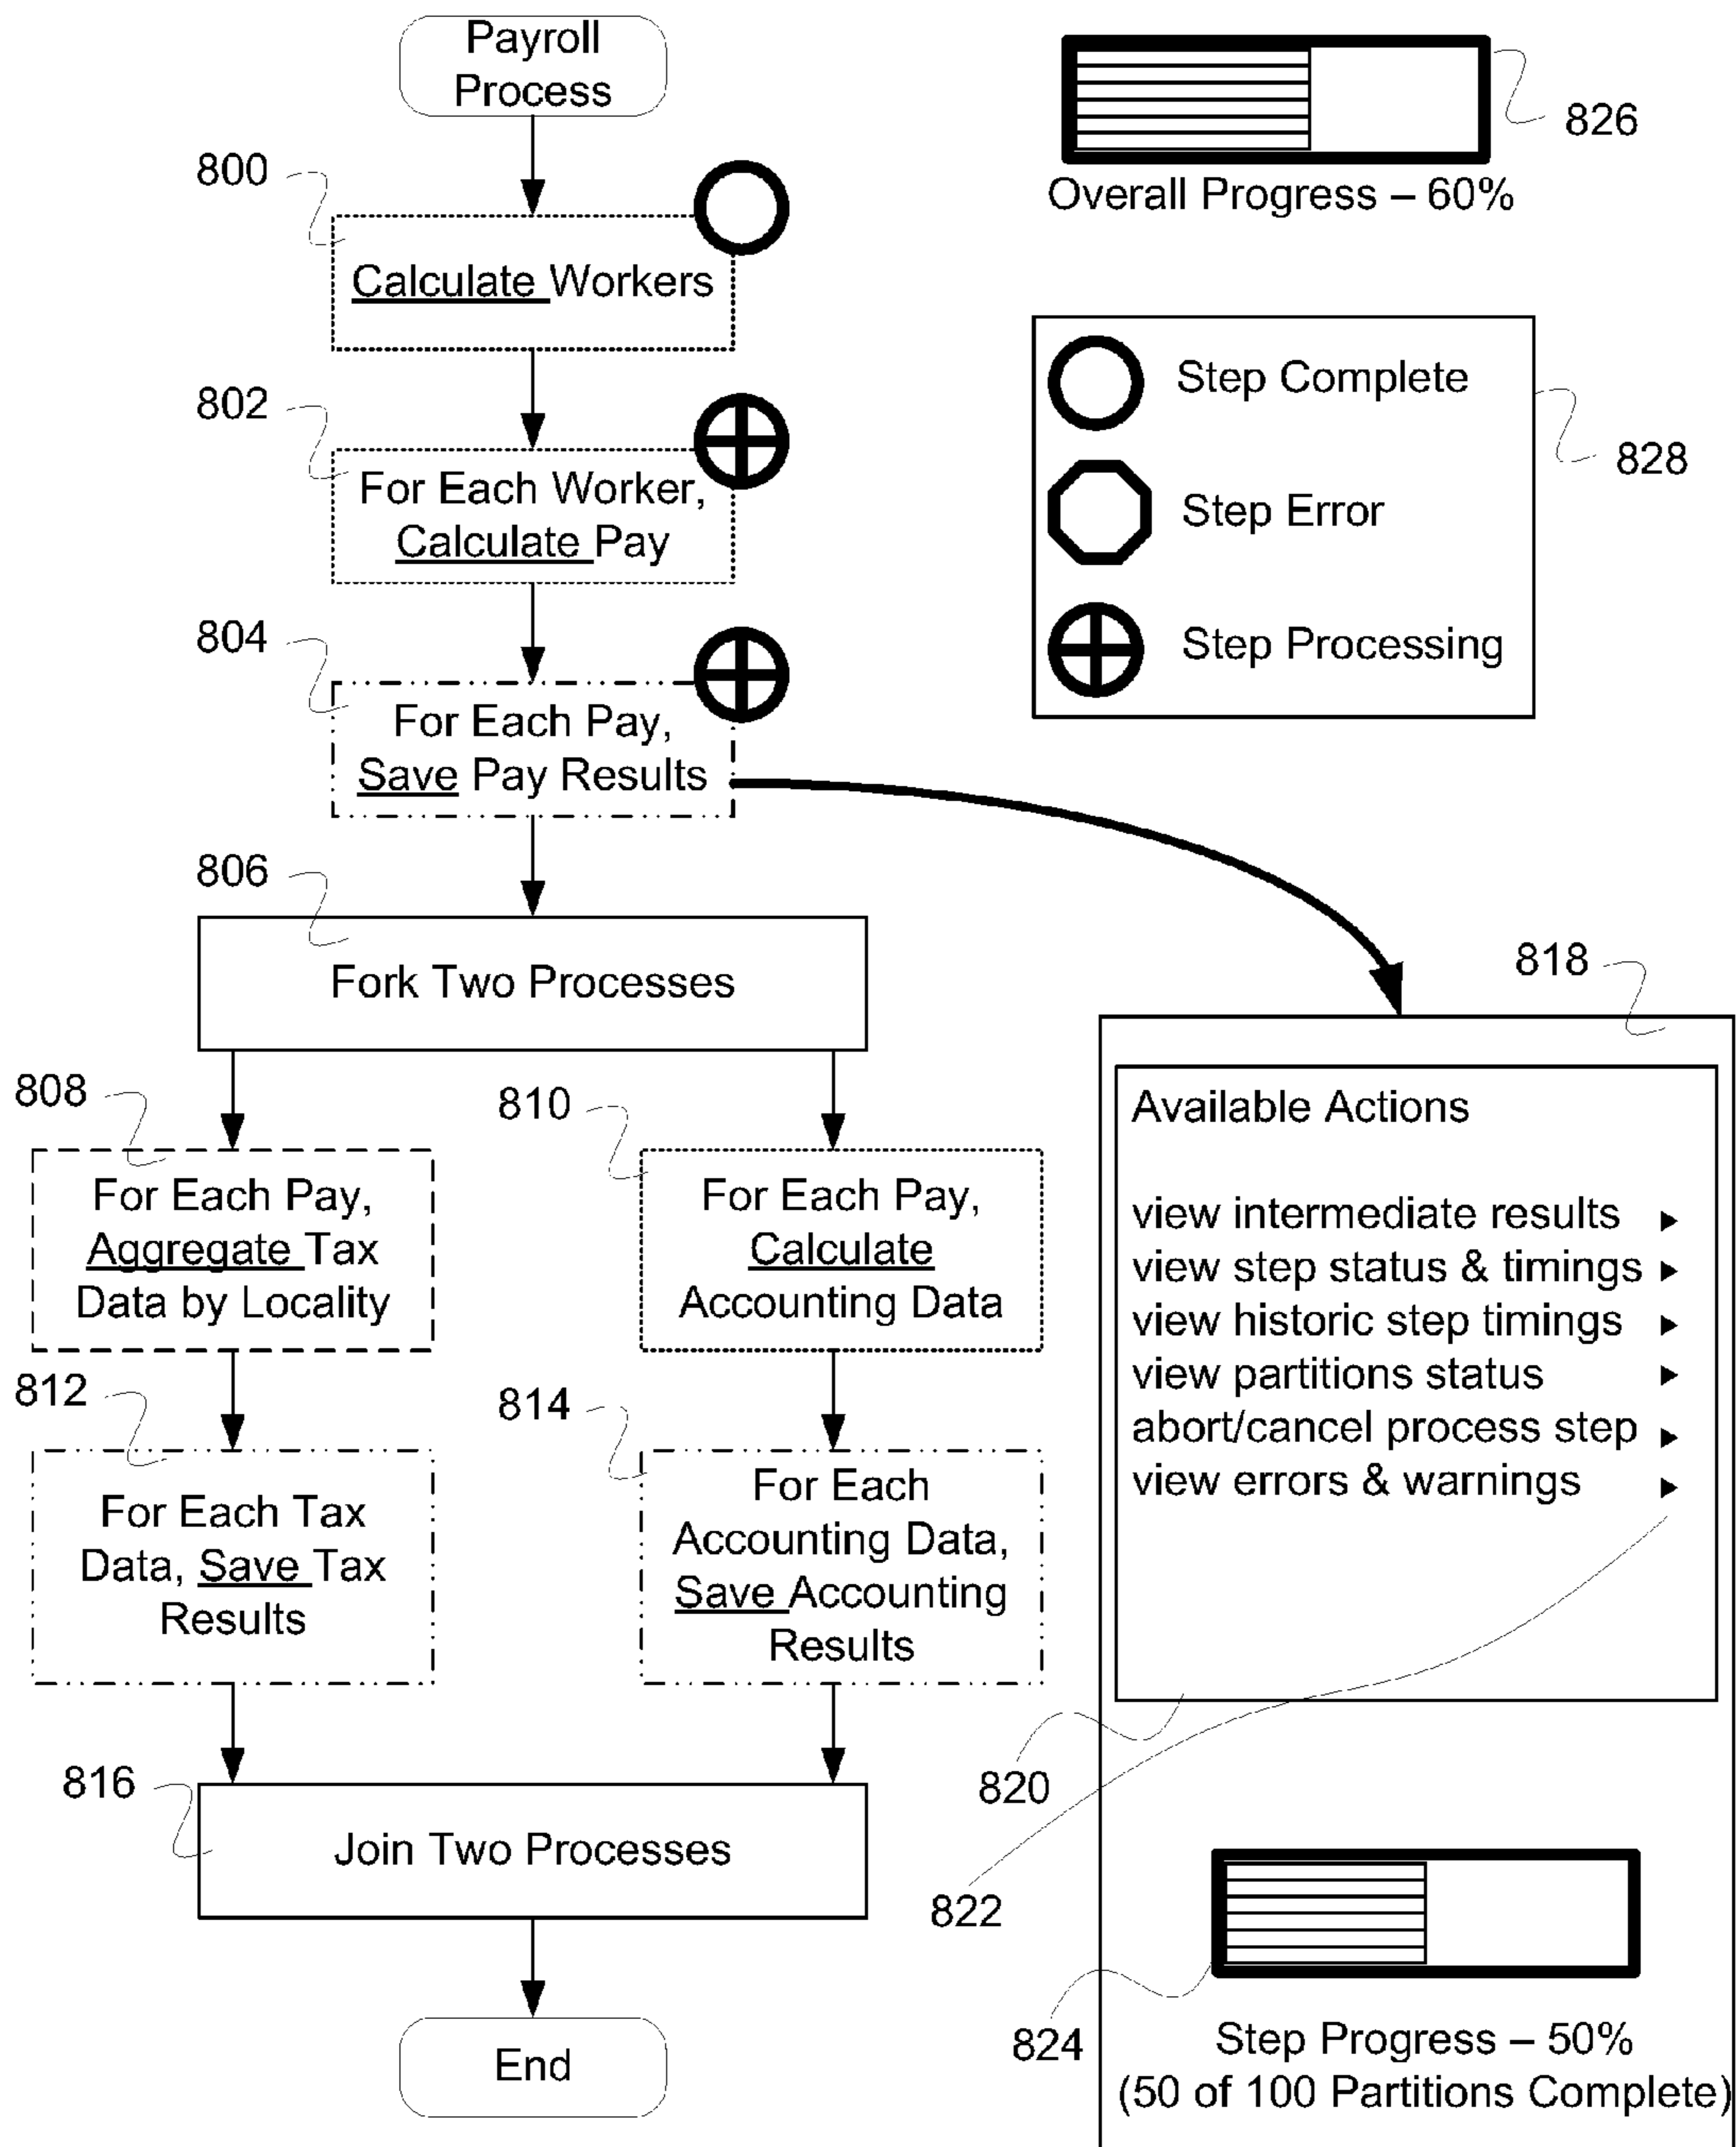 Payroll
Process
826
Overall Progress – 60%
800
Calculate Workers
Step Complete
802
828
For Each Worker,
Calculate Pay
Step Error
804
Step Processing
For Each Pay,
Save Pay Results
806
Fork Two Processes
818
808
810
For Each Pay,
Aggregate Tax
Data by Locality
For Each Pay,
Calculate
Accounting Data
812
814
For Each Tax
Data, Save Tax
Results
For Each
Accounting Data,
Save Accounting
Results
816
Join Two Processes
End
Available Actions
view intermediate results
view step status & timings
view historic step timings
view partitions status
abort/cancel process step
view errors & warnings
820
822
824
Step Progress – 50%
(50 of 100 Partitions Complete)